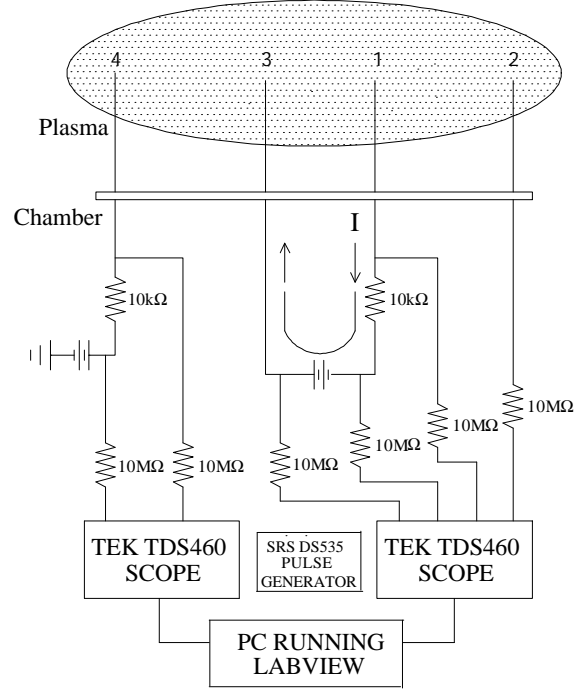 4
3
1
2
Plasma
Chamber
I
10kΩ
10kΩ
10MΩ
10MΩ
10MΩ
10MΩ
10MΩ
10MΩ
TEK TDS460
SCOPE
SRS DS535
PULSE
GENERATOR
TEK TDS460
SCOPE
PC RUNNING
LABVIEW